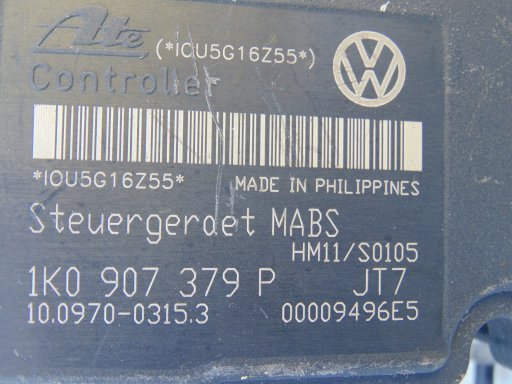 Ate (*IOU5G16Z55*)
Controller
*IOU5G16Z55* MADE IN PHILIPPINES
Steuergeraet MABS
HM11/S0105
1K0 907 379 P JT7
10.0970-0315.3 00009496E5